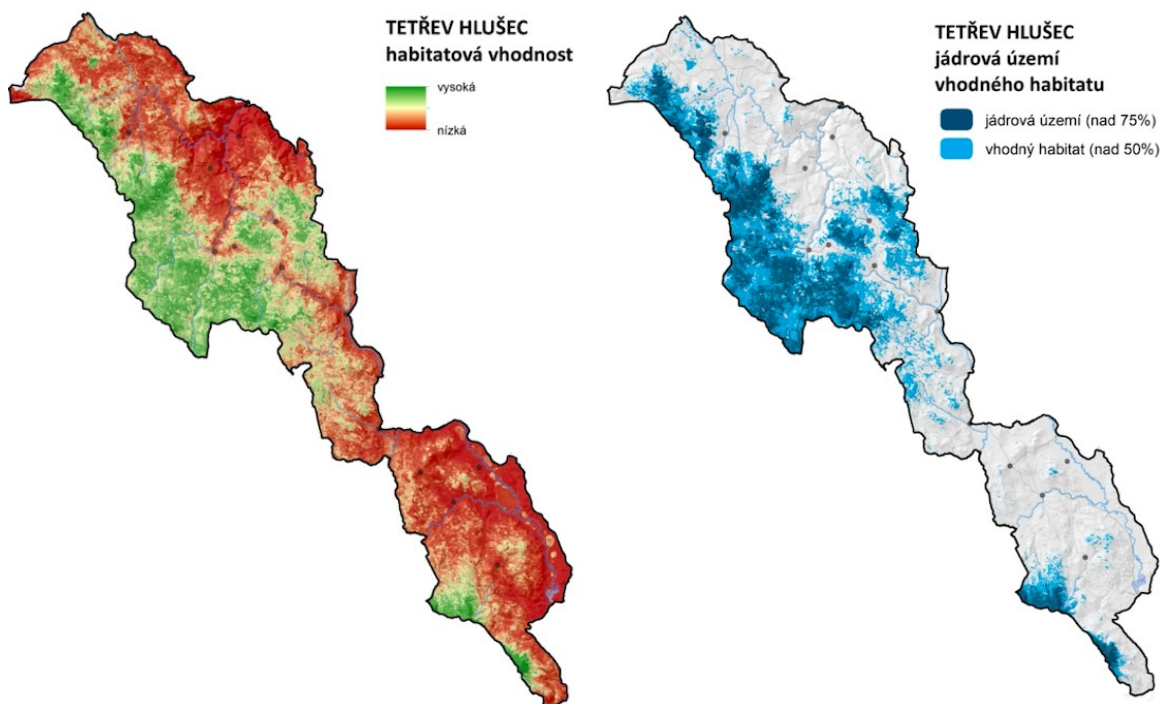 TETŘEV HLUŠEC
habitatová vhodnost
vysoká
nízká
TETŘEV HLUŠEC
jádrová území
vhodného habitatu
jádrová území (nad 75%)
vhodný habitat (nad 50%)